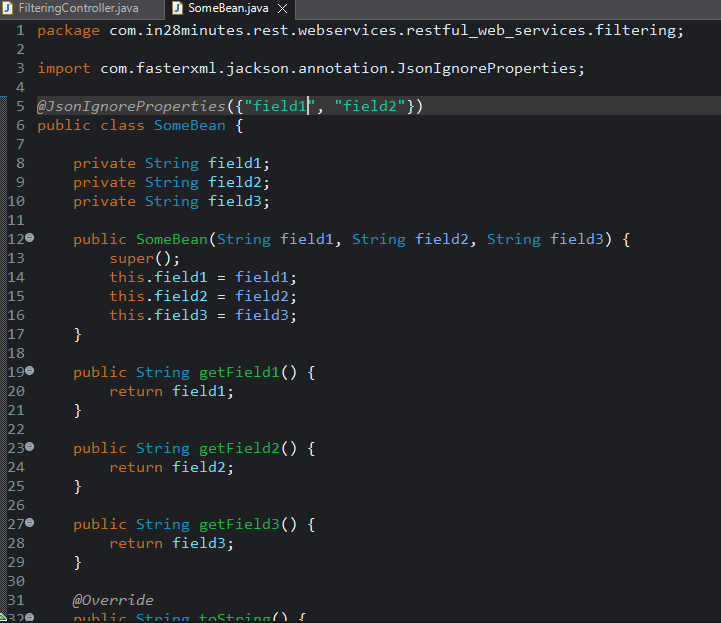 FilteringController.java SomeBean.java
1 package com.in28minutes.rest.webservices.restful_web_services.filtering;
2
3 import com.fasterxml.jackson.annotation.JsonIgnoreProperties;
4
5 @JsonIgnoreProperties({"field1", "field2"})
6 public class SomeBean {
7
8 private String field1;
9 private String field2;
10 private String field3;
11
12 public SomeBean(String field1, String field2, String field3) {
13 super();
14 this.field1 = field1;
15 this.field2 = field2;
16 this.field3 = field3;
17 }
18
19 public String getField1() {
20 return field1;
21 }
22
23 public String getField2() {
24 return field2;
25 }
26
27 public String getField3() {
28 return field3;
29 }
30
31 @Override
32 public String toString() {